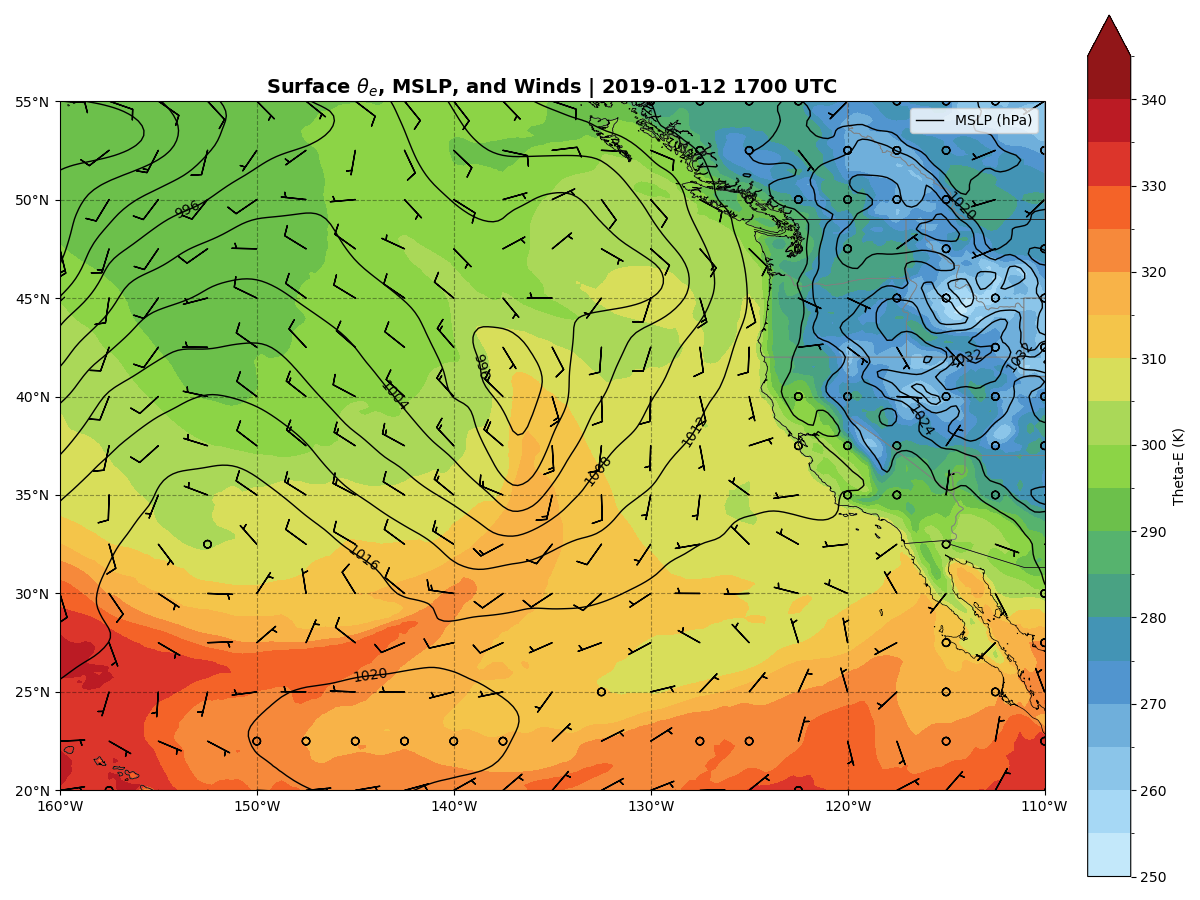 Surface θe, MSLP, and Winds | 2019-01-12 1700 UTC
MSLP (hPa)
55°N
50°N
45°N
40°N
35°N
30°N
25°N
20°N
160°W
150°W
140°W
130°W
120°W
110°W
996
996
1004
1008
1012
1016
1020
1020
1024
1032
340
330
320
310
300
290
280
270
260
250
Theta-E (K)